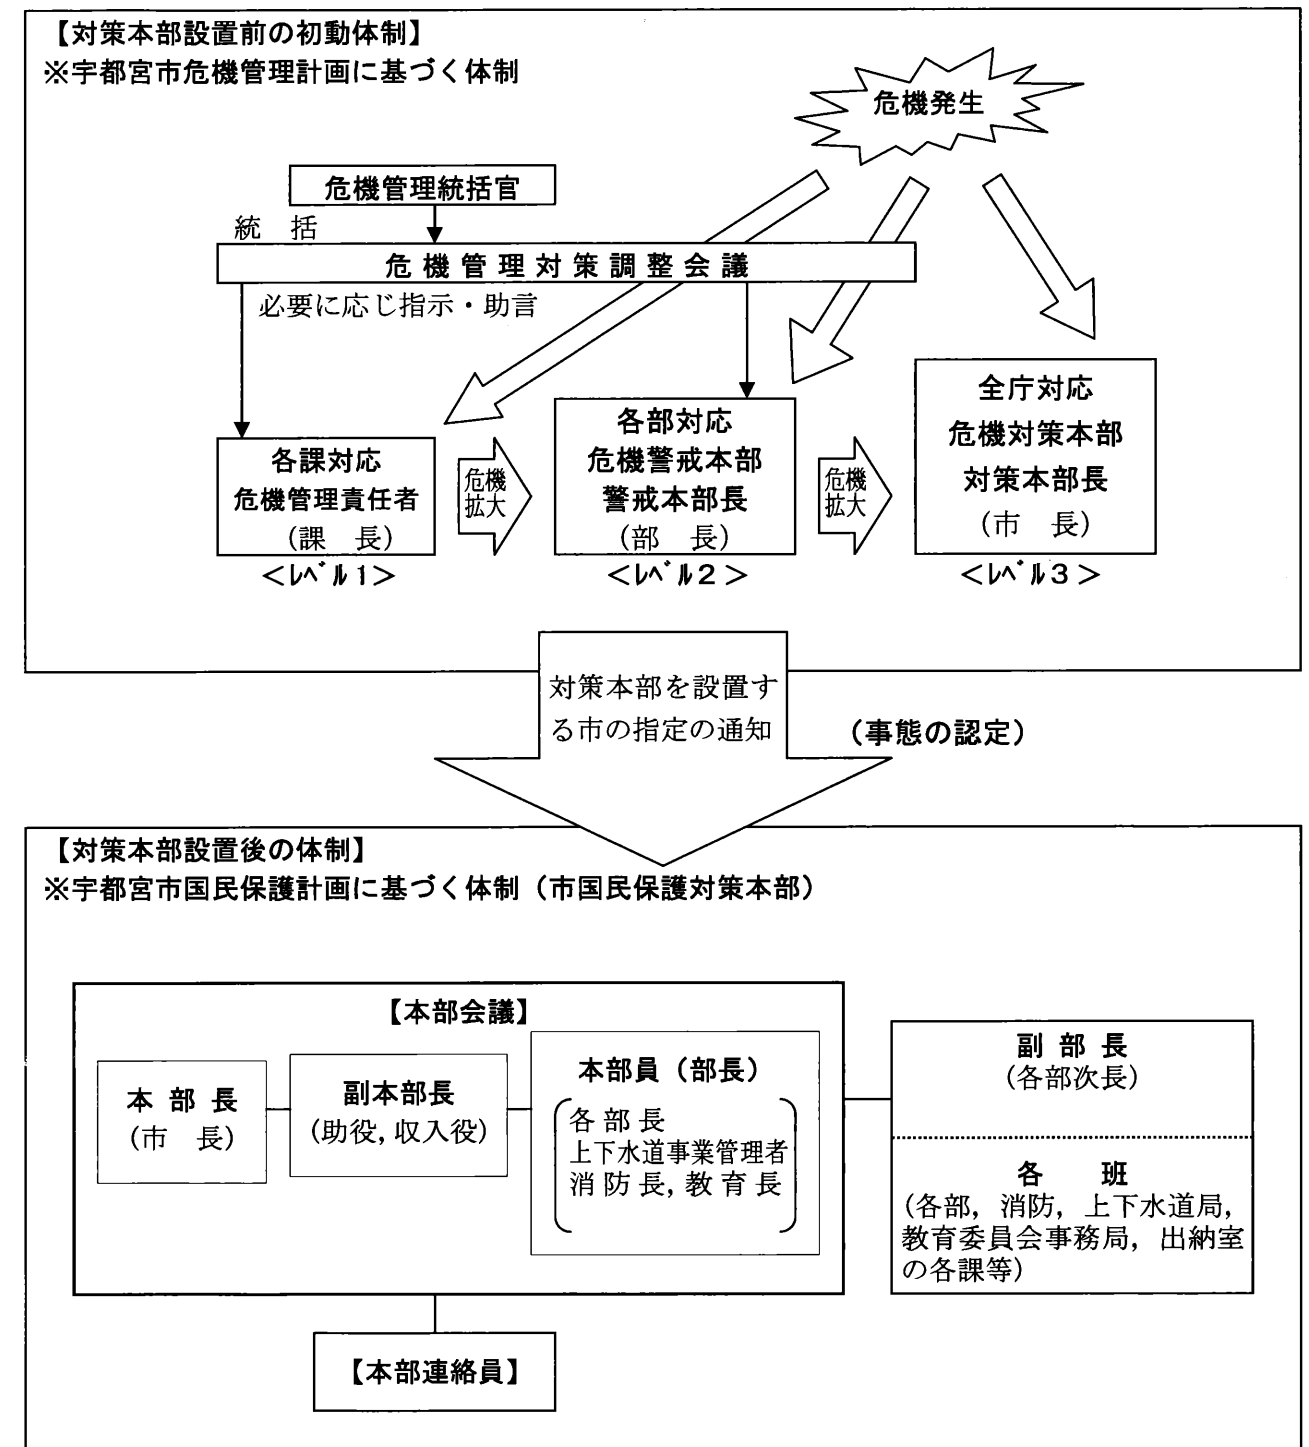 【対策本部設置前の初動体制】
※宇都宮市危機管理計画に基づく体制
危機発生
危機管理統括官
統　括
危機管理対策調整会議
必要に応じ指示・助言
各課対応
危機管理責任者
（課　長）
＜ﾚﾍﾞﾙ１＞
危機
拡大
各部対応
危機警戒本部
警戒本部長
（部　長）
＜ﾚﾍﾞﾙ２＞
危機
拡大
全庁対応
危機対策本部
対策本部長
（市　長）
＜ﾚﾍﾞﾙ３＞
対策本部を設置す
る市の指定の通知
（事態の認定）
【対策本部設置後の体制】
※宇都宮市国民保護計画に基づく体制（市国民保護対策本部）
【本部会議】
本 部 長
（市　長）
副本部長
（助役，収入役）
本部員（部長）
各 部 長
上下水道事業管理者
消 防 長，教 育 長
副 部 長
（各部次長）
各　　班
（各部，消防，上下水道局，
教育委員会事務局，出納室
の各課等）
【本部連絡員】